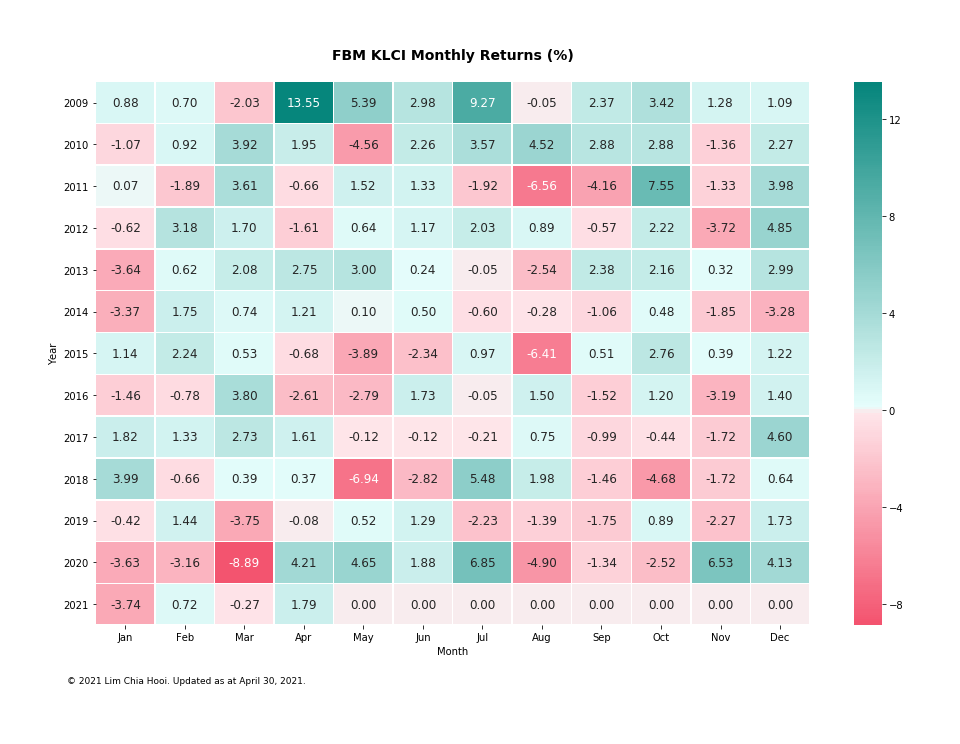 FBM KLCI Monthly Returns (%)
2009 0.88 0.70 -2.03 13.55 5.39 2.98 9.27 -0.05 2.37 3.42 1.28 1.09
2010 -1.07 0.92 3.92 1.95 -4.56 2.26 3.57 4.52 2.88 2.88 -1.36 2.27
2011 0.07 -1.89 3.61 -0.66 1.52 1.33 -1.92 -6.56 -4.16 7.55 -1.33 3.98
2012 -0.62 3.18 1.70 -1.61 0.64 1.17 2.03 0.89 -0.57 2.22 -3.72 4.85
2013 -3.64 0.62 2.08 2.75 3.00 0.24 -0.05 -2.54 2.38 2.16 0.32 2.99
2014 -3.37 1.75 0.74 1.21 0.10 0.50 -0.60 -0.28 -1.06 0.48 -1.85 -3.28
2015 1.14 2.24 0.53 -0.68 -3.89 -2.34 0.97 -6.41 0.51 2.76 0.39 1.22
2016 -1.46 -0.78 3.80 -2.61 -2.79 1.73 -0.05 1.50 -1.52 1.20 -3.19 1.40
2017 1.82 1.33 2.73 1.61 -0.12 -0.12 -0.21 0.75 -0.99 -0.44 -1.72 4.60
2018 3.99 -0.66 0.39 0.37 -6.94 -2.82 5.48 1.98 -1.46 -4.68 -1.72 0.64
2019 -0.42 1.44 -3.75 -0.08 0.52 1.29 -2.23 -1.39 -1.75 0.89 -2.27 1.73
2020 -3.63 -3.16 -8.89 4.21 4.65 1.88 6.85 -4.90 -1.34 -2.52 6.53 4.13
2021 -3.74 0.72 -0.27 1.79 0.00 0.00 0.00 0.00 0.00 0.00 0.00 0.00
Jan Feb Mar Apr May Jun Jul Aug Sep Oct Nov Dec
Month
Year
12
8
4
0
−4
−8
© 2021 Lim Chia Hooi. Updated as at April 30, 2021.